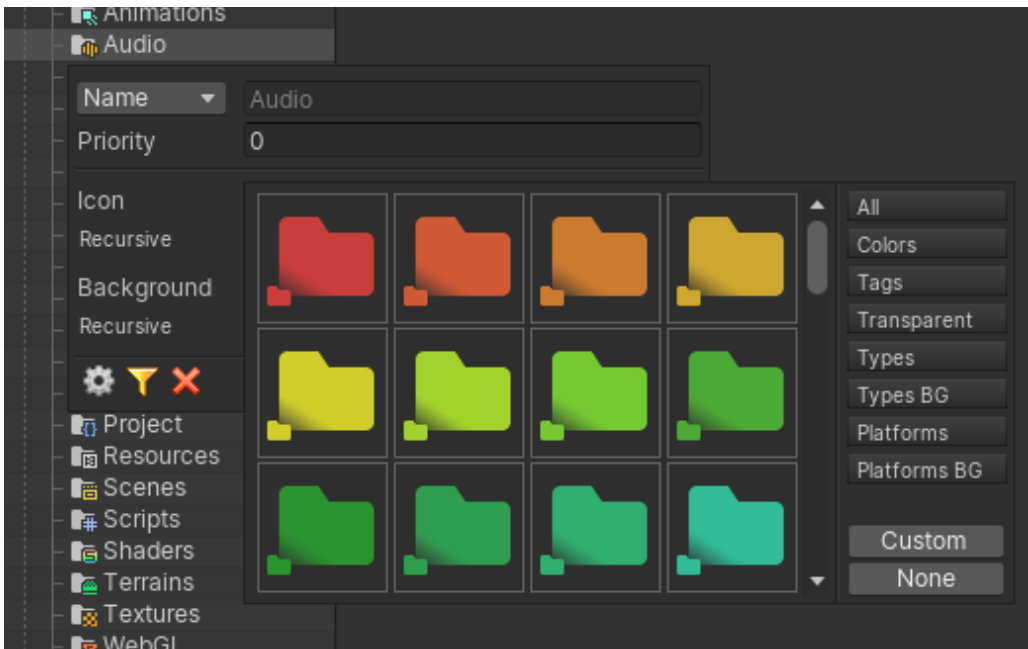 Animations
Audio
Name Audio
Priority 0
Icon
Recursive
Background
Recursive
All
Colors
Tags
Transparent
Types
Types BG
Platforms
Platforms BG
Custom
None
Project
Resources
Scenes
Scripts
Shaders
Terrains
Textures
WebGL